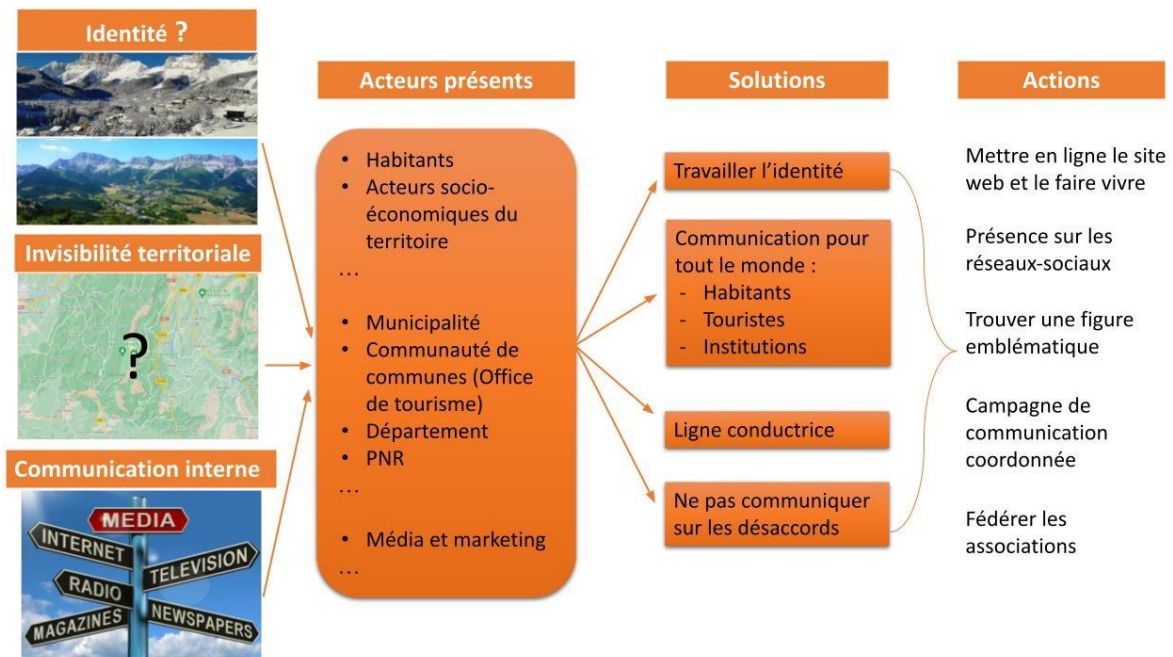 Identité ?
Invisibilité territoriale
?
Communication interne
MEDIA
INTERNET
TELEVISION
RADIO
MAGAZINES
NEWSPAPERS
Acteurs présents
• Habitants
• Acteurs socio-
économiques du
territoire
…
• Municipalité
• Communauté de
communes (Office
de tourisme)
• Département
• PNR
…
• Média et marketing
…
Solutions
Travailler l’identité
Communication pour
tout le monde :
- Habitants
- Touristes
- Institutions
Ligne conductrice
Ne pas communiquer
sur les désaccords
Actions
Mettre en ligne le site
web et le faire vivre
Présence sur les
réseaux-sociaux
Trouver une figure
emblématique
Campagne de
communication
coordonnée
Fédérer les
associations